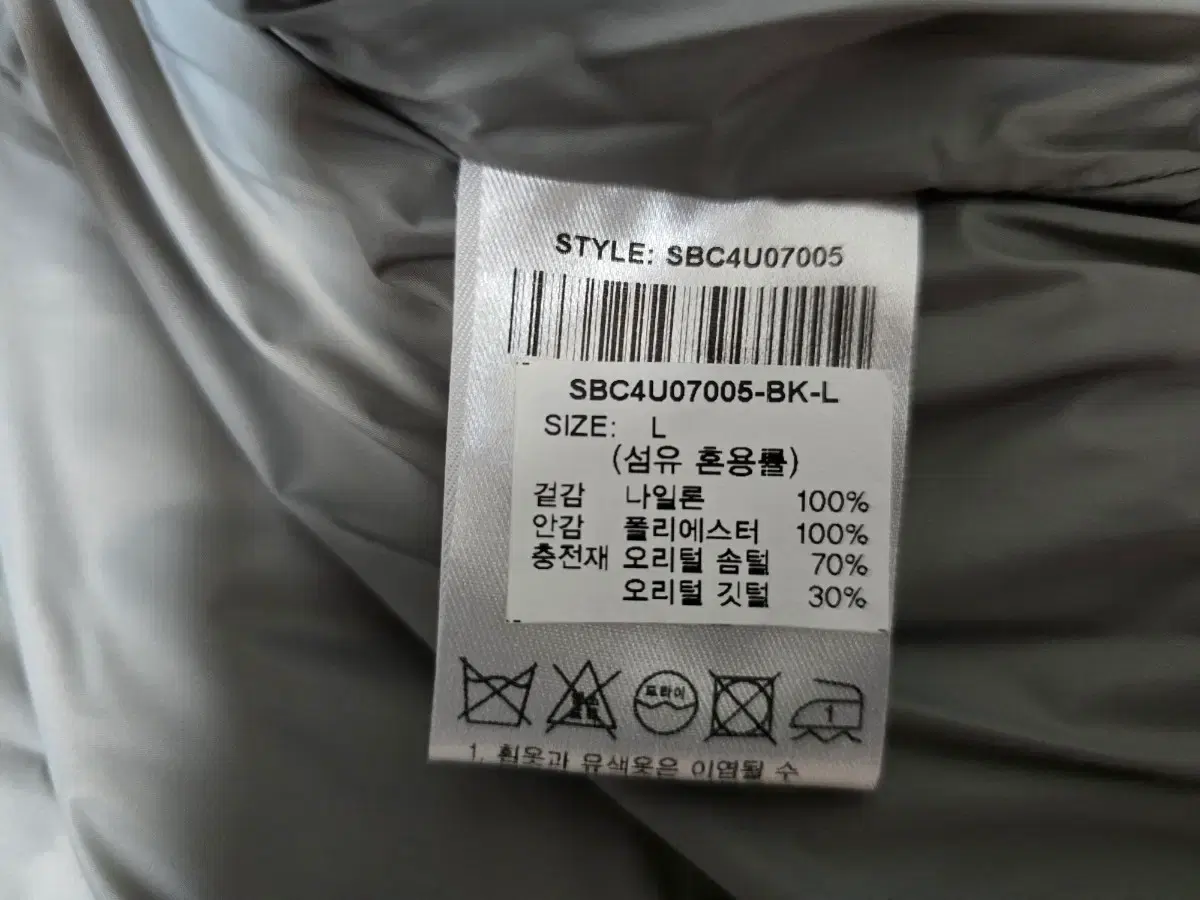 STYLE: SBC4U07005
SBC4U07005-BK-L
SIZE: L
(섬유 혼용률)
겉감 나일론 100%
안감 폴리에스터 100%
충전재 오리털 솜털 70%
오리털 깃털 30%
드라이
1
1. 흰옷과 유색옷은 이염될 수